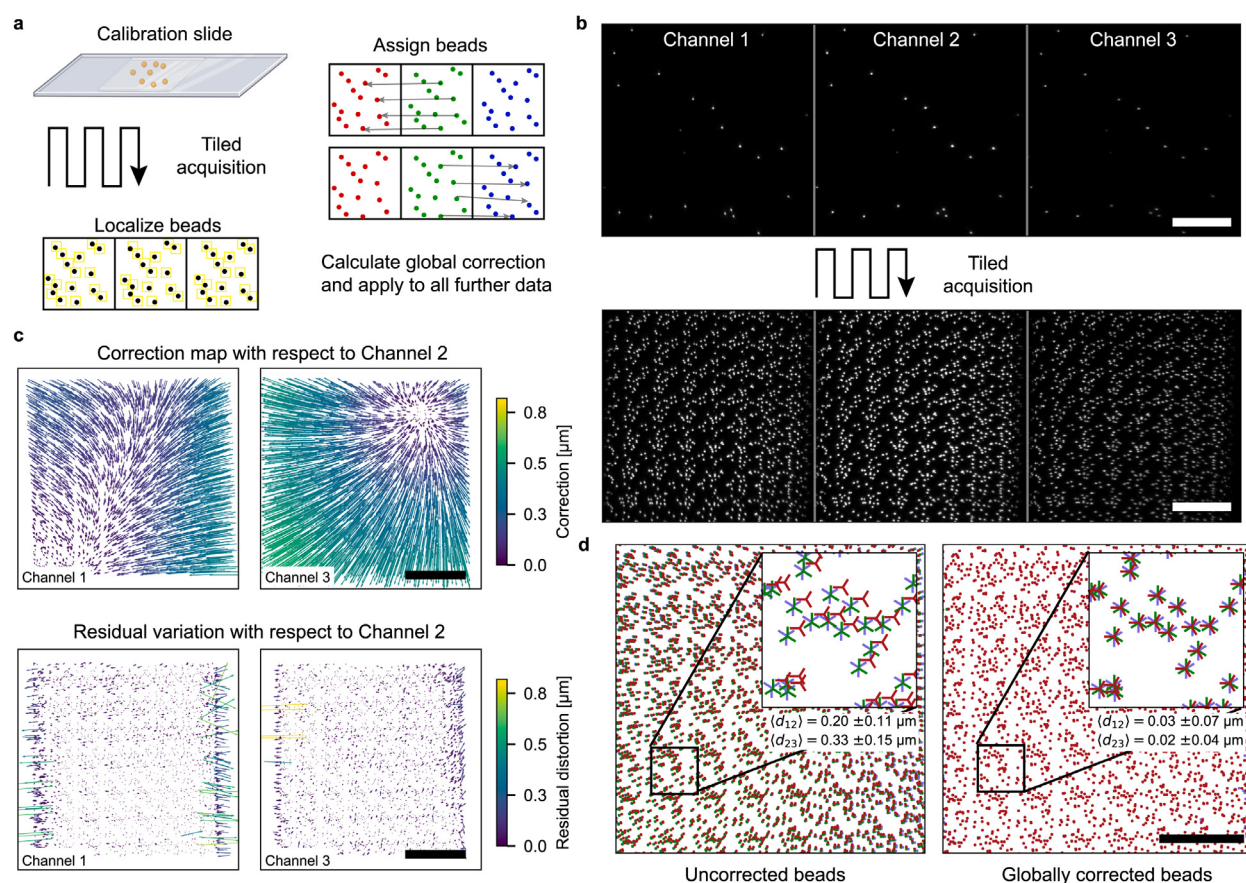 a
Calibration slide
Tiled
acquisition
Localize beads
Assign beads
Calculate global correction
and apply to all further data
b
Channel 1
Channel 2
Channel 3
Tiled
acquisition
c
Correction map with respect to Channel 2
Channel 1
Channel 3
0.8
0.5
0.3
0.0
Correction [μm]
Residual variation with respect to Channel 2
Channel 1
Channel 3
0.8
0.5
0.3
0.0
Residual distortion [μm]
d
⟨d₁₂⟩ = 0.20 ±0.11 μm
⟨d₂₃⟩ = 0.33 ±0.15 μm
Uncorrected beads
⟨d₁₂⟩ = 0.03 ±0.07 μm
⟨d₂₃⟩ = 0.02 ±0.04 μm
Globally corrected beads